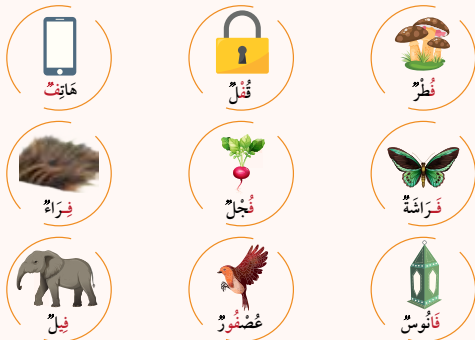 فُطْرٌ
قُفْلٌ
هَاتِفٌ
فَرَاشَةٌ
فُجْلٌ
فِرَاءٌ
فَانُوسٌ
عُصْفُورٌ
فِيلٌ